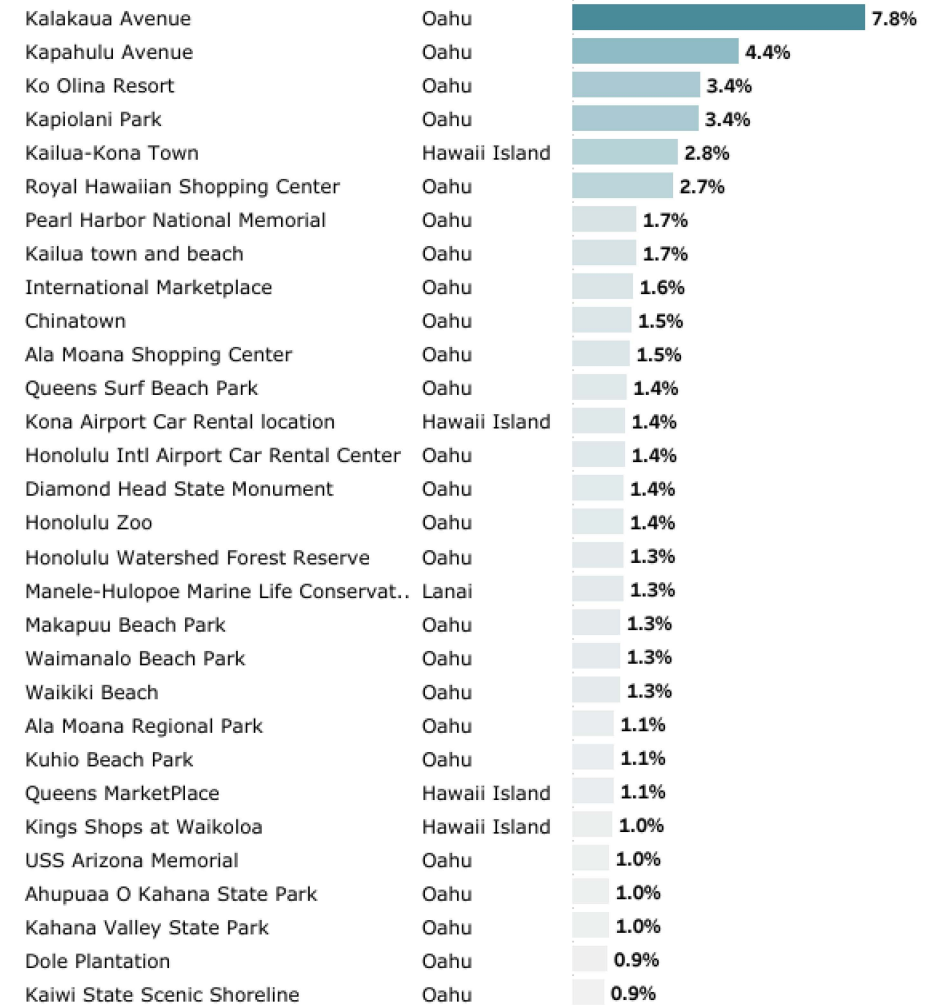 Kalakaua Avenue Oahu 7.8%
Kapahulu Avenue Oahu 4.4%
Ko Olina Resort Oahu 3.4%
Kapiolani Park Oahu 3.4%
Kailua-Kona Town Hawaii Island 2.8%
Royal Hawaiian Shopping Center Oahu 2.7%
Pearl Harbor National Memorial Oahu 1.7%
Kailua town and beach Oahu 1.7%
International Marketplace Oahu 1.6%
Chinatown Oahu 1.5%
Ala Moana Shopping Center Oahu 1.5%
Queens Surf Beach Park Oahu 1.4%
Kona Airport Car Rental location Hawaii Island 1.4%
Honolulu Intl Airport Car Rental Center Oahu 1.4%
Diamond Head State Monument Oahu 1.4%
Honolulu Zoo Oahu 1.4%
Honolulu Watershed Forest Reserve Oahu 1.3%
Manele-Hulopoe Marine Life Conservat.. Lanai 1.3%
Makapuu Beach Park Oahu 1.3%
Waimanalo Beach Park Oahu 1.3%
Waikiki Beach Oahu 1.3%
Ala Moana Regional Park Oahu 1.1%
Kuhio Beach Park Oahu 1.1%
Queens MarketPlace Hawaii Island 1.1%
Kings Shops at Waikoloa Hawaii Island 1.0%
USS Arizona Memorial Oahu 1.0%
Ahupuaa O Kahana State Park Oahu 1.0%
Kahana Valley State Park Oahu 1.0%
Dole Plantation Oahu 0.9%
Kaiwi State Scenic Shoreline Oahu 0.9%